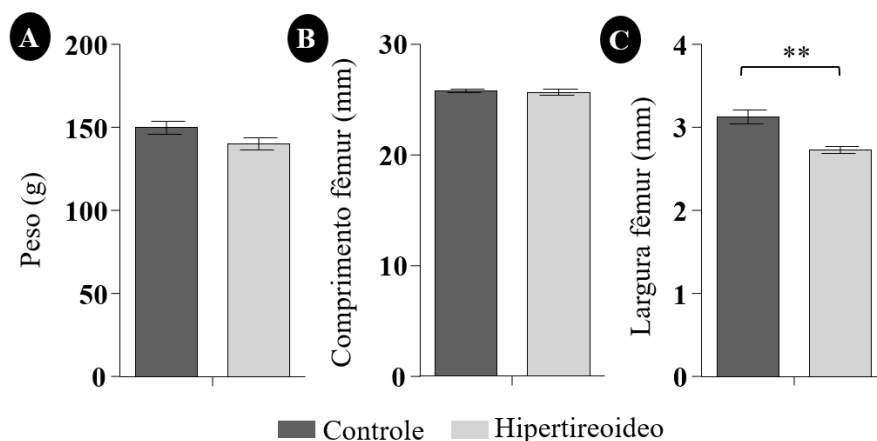 A
Peso (g)
200
150
100
50
0
B
Comprimento fêmur (mm)
30
20
10
0
C
Largura fêmur (mm)
4
3
2
1
0
**
Controle
Hipertireoideo